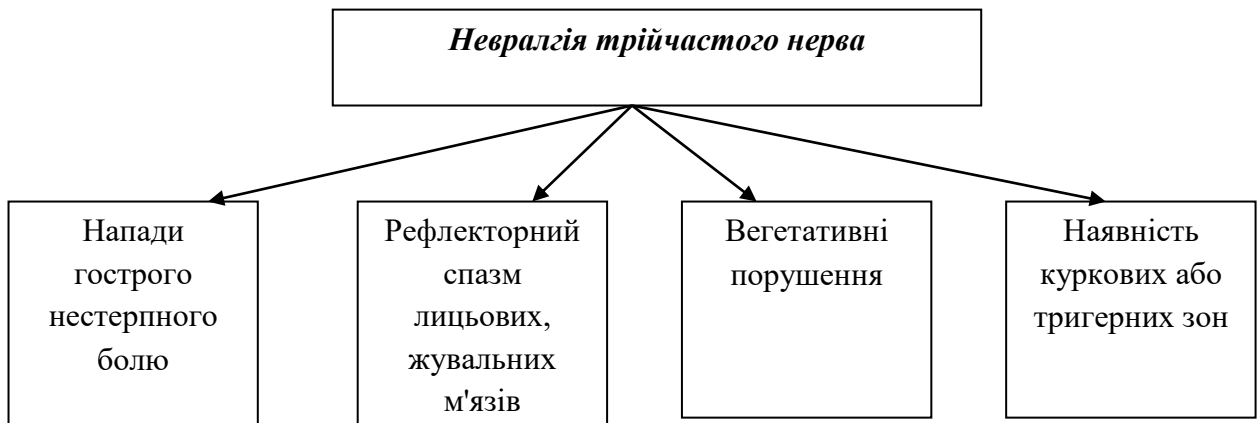 Невралгія трійчастого нерва
Напади
гострого
нестерпного
болю
Рефлекторний
спазм
лицьових,
жувальних
м'язів
Вегетативні
порушення
Наявність
куркових або
тригерних зон